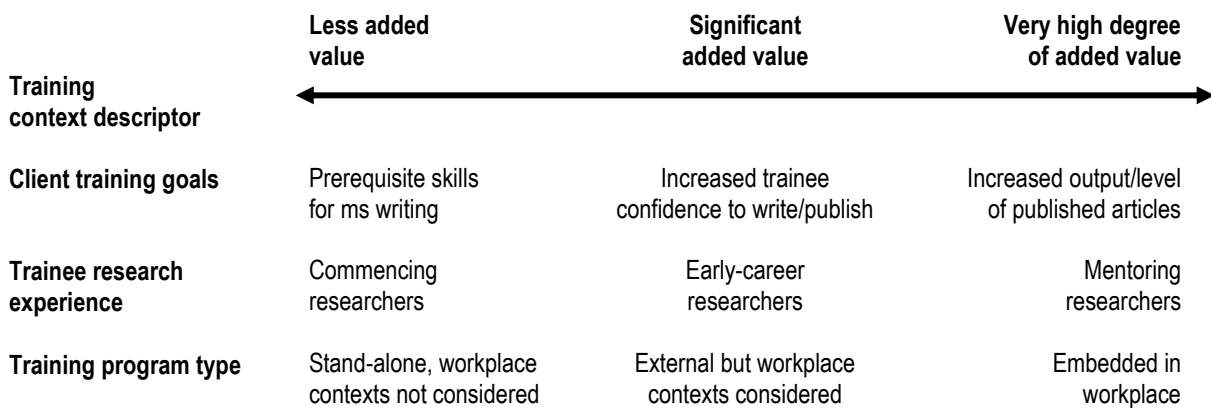 Less added
value
Significant
added value
Very high degree
of added value
Training
context descriptor
Client training goals
Prerequisite skills
for ms writing
Increased trainee
confidence to write/publish
Increased output/level
of published articles
Trainee research
experience
Commencing
researchers
Early-career
researchers
Mentoring
researchers
Training program type
Stand-alone, workplace
contexts not considered
External but workplace
contexts considered
Embedded in
workplace